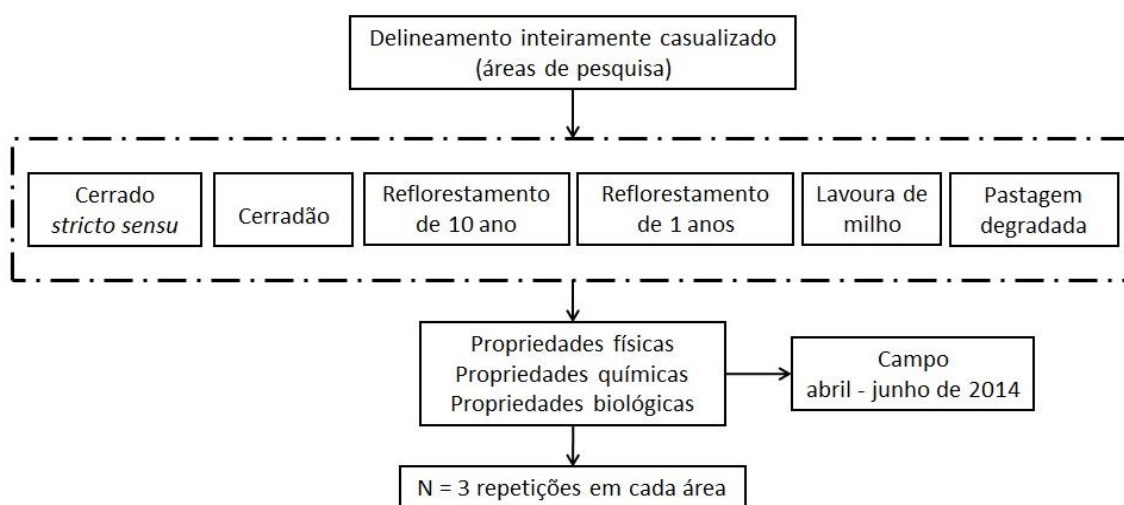 Delineamento inteiramente casualizado
(áreas de pesquisa)
Cerrado
stricto sensu
Cerradão
Reflorestamento
de 10 ano
Reflorestamento
de 1 anos
Lavoura de
milho
Pastagem
degradada
Propriedades físicas
Propriedades químicas
Propriedades biológicas
Campo
abril - junho de 2014
N = 3 repetições em cada área